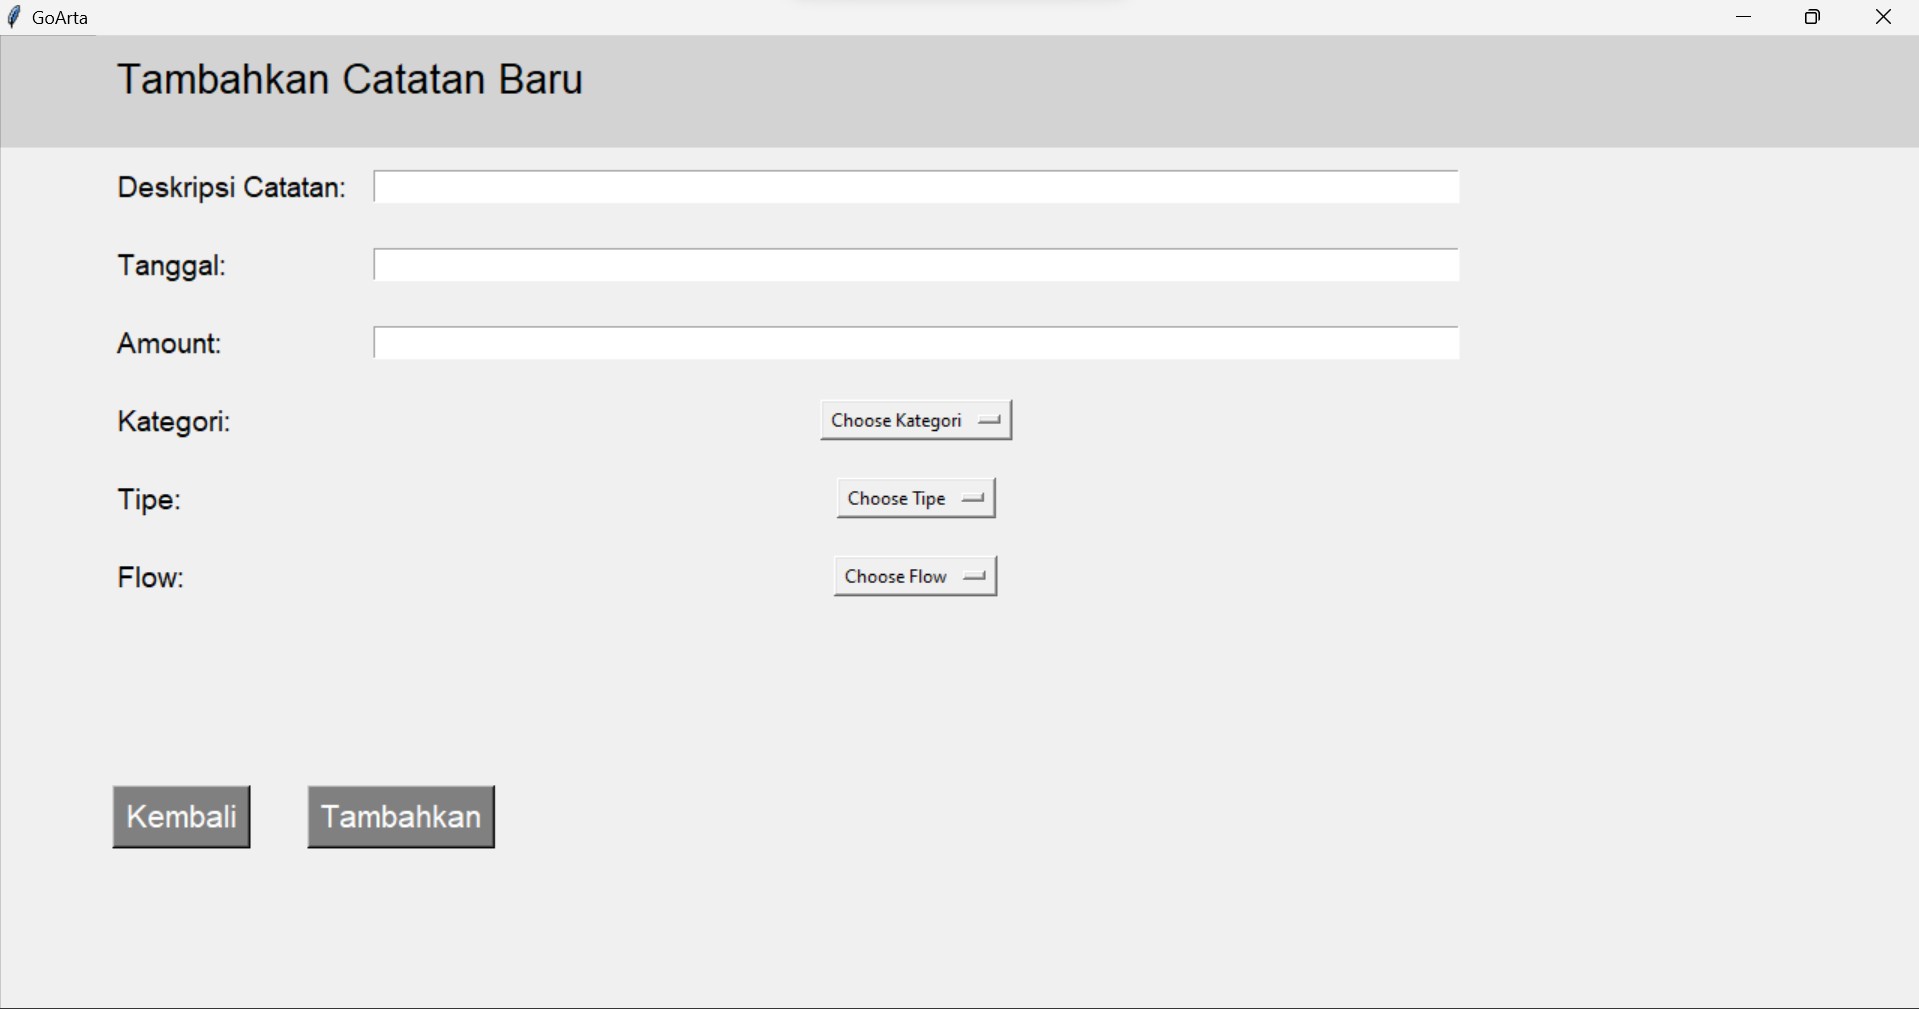 GoArta
Tambahkan Catatan Baru
Deskripsi Catatan:
Tanggal:
Amount:
Kategori: Choose Kategori
Tipe: Choose Tipe
Flow: Choose Flow
Kembali Tambahkan